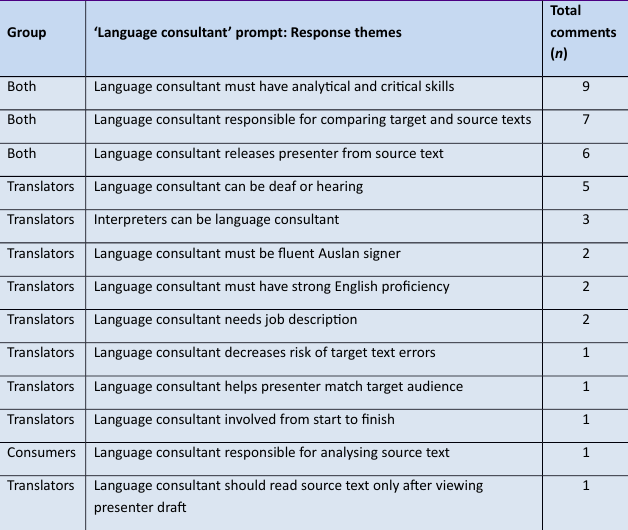 Group ‘Language consultant’ prompt: Response themes Total comments (n)
Both Language consultant must have analytical and critical skills 9
Both Language consultant responsible for comparing target and source texts 7
Both Language consultant releases presenter from source text 6
Translators Language consultant can be deaf or hearing 5
Translators Interpreters can be language consultant 3
Translators Language consultant must be fluent Auslan signer 2
Translators Language consultant must have strong English proficiency 2
Translators Language consultant needs job description 2
Translators Language consultant decreases risk of target text errors 1
Translators Language consultant helps presenter match target audience 1
Translators Language consultant involved from start to finish 1
Consumers Language consultant responsible for analysing source text 1
Translators Language consultant should read source text only after viewing 1
presenter draft